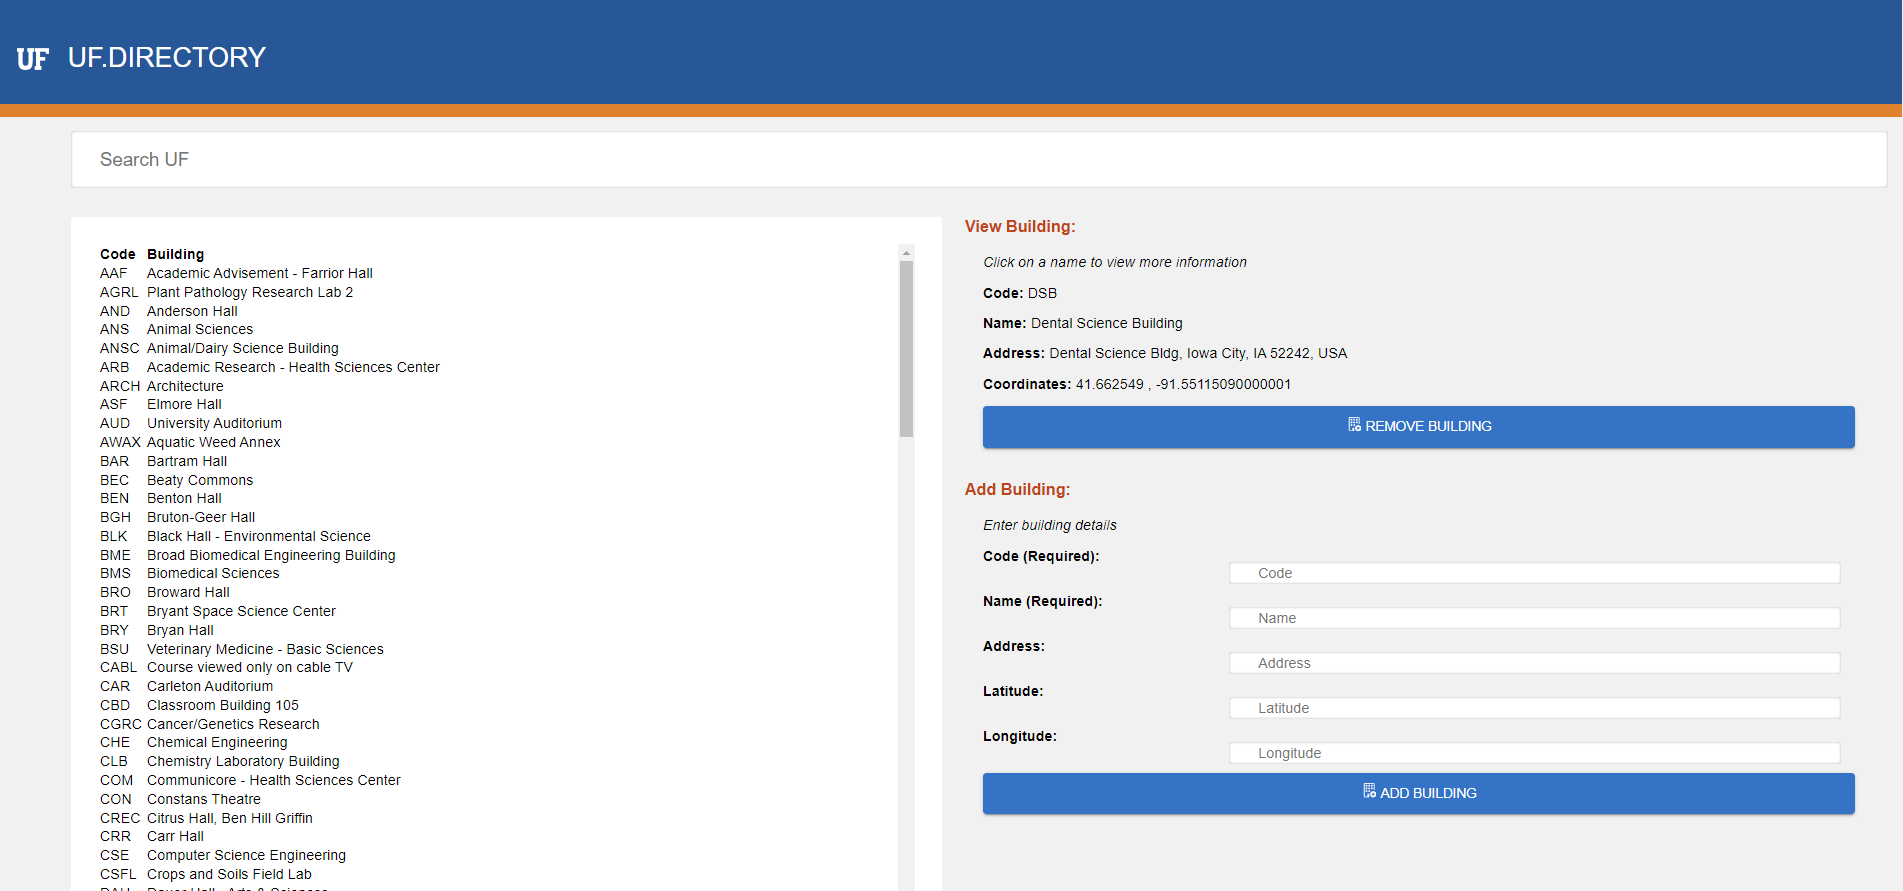 UF UF.DIRECTORY
Search UF
Code Building
AAF Academic Advisement - Farrior Hall
AGRL Plant Pathology Research Lab 2
AND Anderson Hall
ANS Animal Sciences
ANSC Animal/Dairy Science Building
ARB Academic Research - Health Sciences Center
ARCH Architecture
ASF Elmore Hall
AUD University Auditorium
AWAX Aquatic Weed Annex
BAR Bartram Hall
BEC Beaty Commons
BEN Benton Hall
BGH Bruton-Geer Hall
BLK Black Hall - Environmental Science
BME Broad Biomedical Engineering Building
BMS Biomedical Sciences
BRO Broward Hall
BRT Bryant Space Science Center
BRY Bryan Hall
BSU Veterinary Medicine - Basic Sciences
CABL Course viewed only on cable TV
CAR Carleton Auditorium
CBD Classroom Building 105
CGRC Cancer/Genetics Research
CHE Chemical Engineering
CLB Chemistry Laboratory Building
COM Communicore - Health Sciences Center
CON Constans Theatre
CREC Citrus Hall, Ben Hill Griffin
CRR Carr Hall
CSE Computer Science Engineering
CSFL Crops and Soils Field Lab
DAU Dauer Hall - Arts & Sciences
View Building:
Click on a name to view more information
Code: DSB
Name: Dental Science Building
Address: Dental Science Bldg, Iowa City, IA 52242, USA
Coordinates: 41.662549 , -91.55115090000001
REMOVE BUILDING
Add Building:
Enter building details
Code (Required):
Code
Name (Required):
Name
Address:
Address
Latitude:
Latitude
Longitude:
Longitude
ADD BUILDING